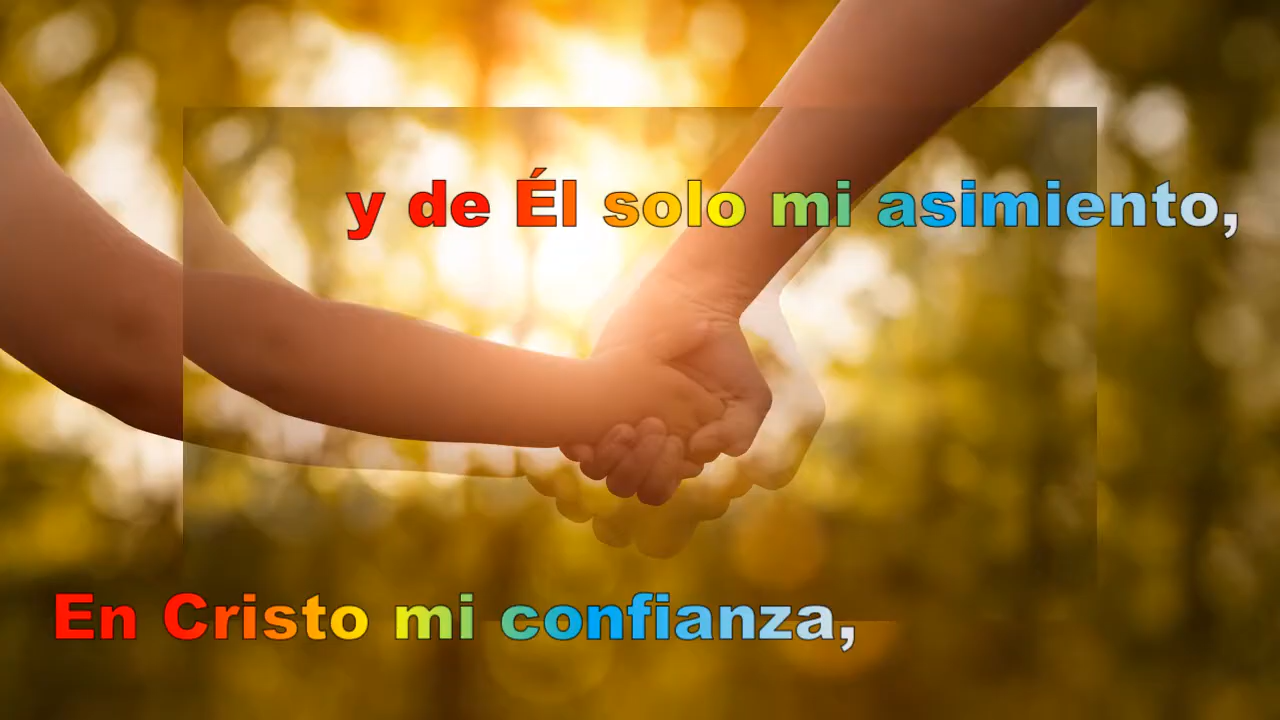 y de Él solo mi asimiento,
En Cristo mi confianza,